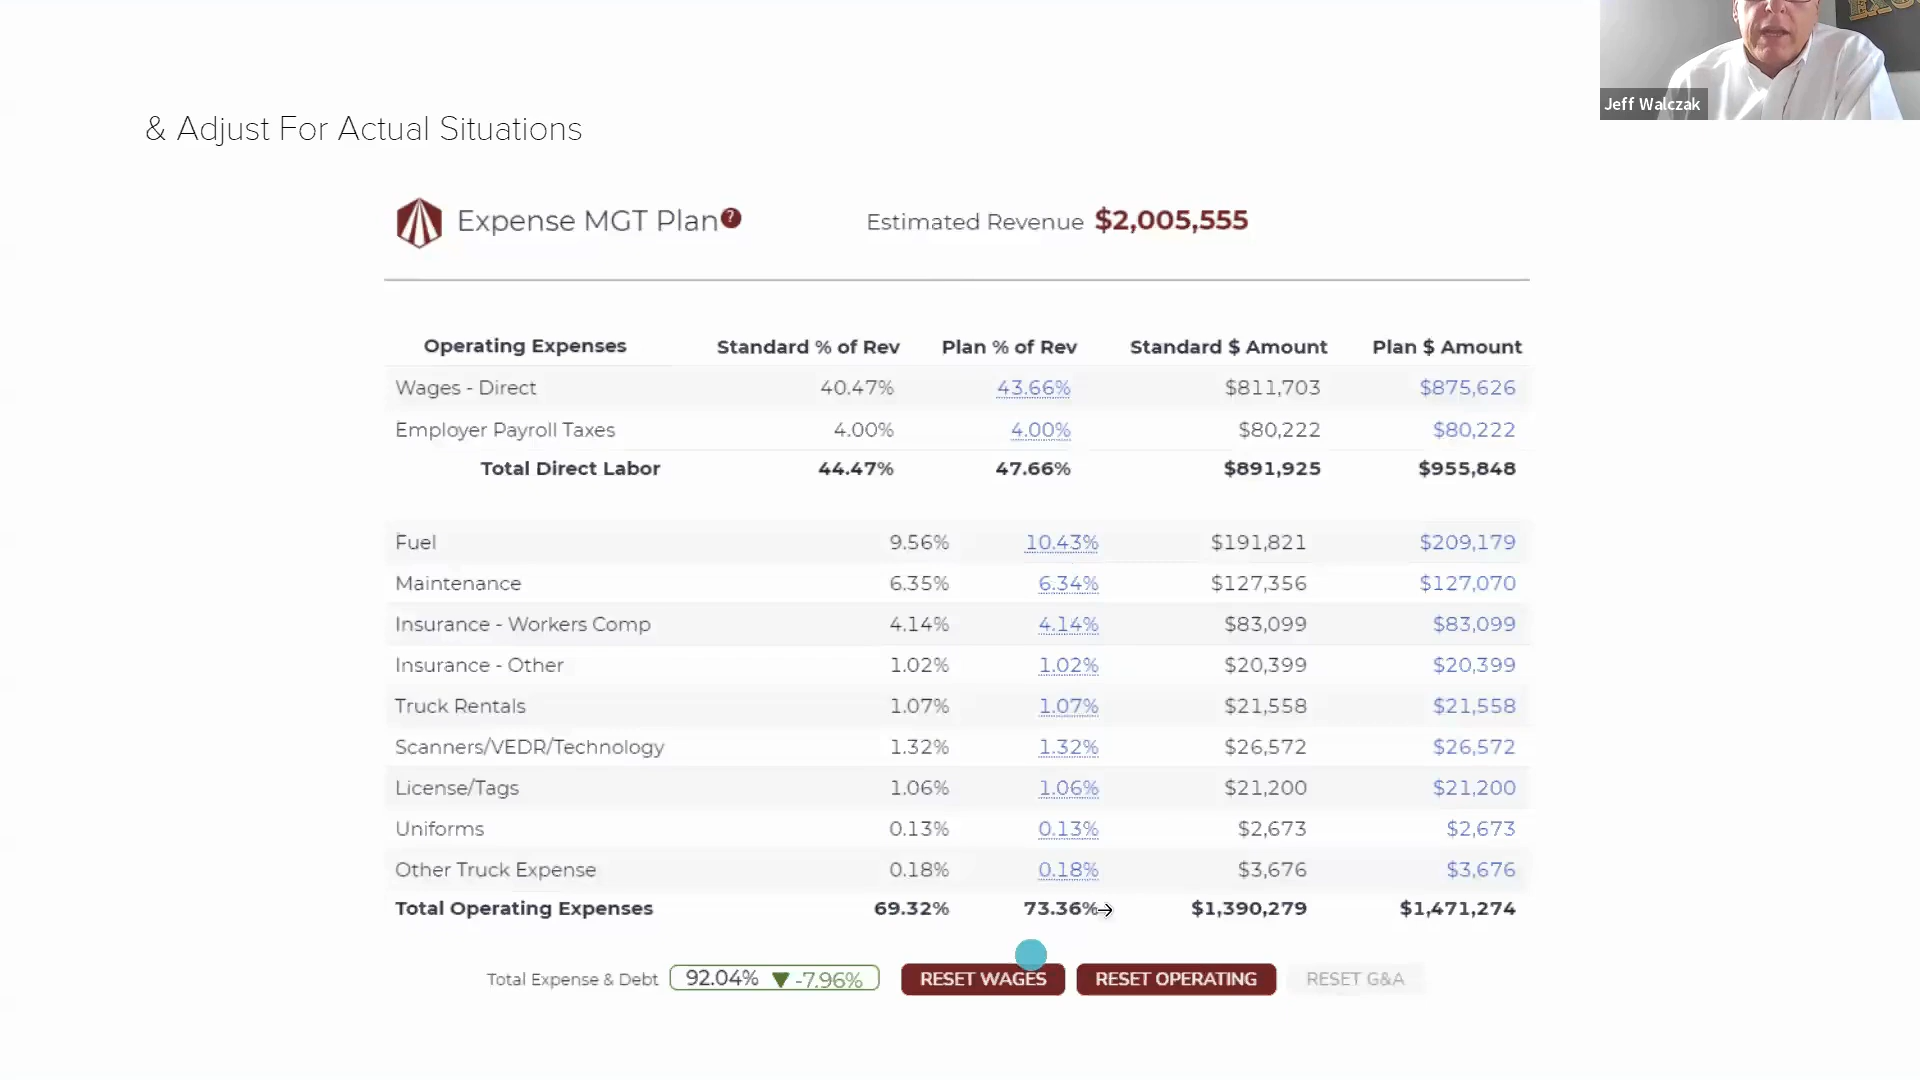 Jeff Walczak
& Adjust For Actual Situations
Expense MGT Plan?
Estimated Revenue $2,005,555
Operating Expenses Standard % of Rev Plan % of Rev Standard $ Amount Plan $ Amount
Wages - Direct 40.47% 43.66% $811,703 $875,626
Employer Payroll Taxes 4.00% 4.00% $80,222 $80,222
Total Direct Labor 44.47% 47.66% $891,925 $955,848
Fuel 9.56% 10.43% $191,821 $209,179
Maintenance 6.35% 6.34% $127,356 $127,070
Insurance - Workers Comp 4.14% 4.14% $83,099 $83,099
Insurance - Other 1.02% 1.02% $20,399 $20,399
Truck Rentals 1.07% 1.07% $21,558 $21,558
Scanners/VEDR/Technology 1.32% 1.32% $26,572 $26,572
License/Tags 1.06% 1.06% $21,200 $21,200
Uniforms 0.13% 0.13% $2,673 $2,673
Other Truck Expense 0.18% 0.18% $3,676 $3,676
Total Operating Expenses 69.32% 73.36% $1,390,279 $1,471,274
Total Expense & Debt 92.04% ▼ -7.96% RESET WAGES RESET OPERATING RESET G&A